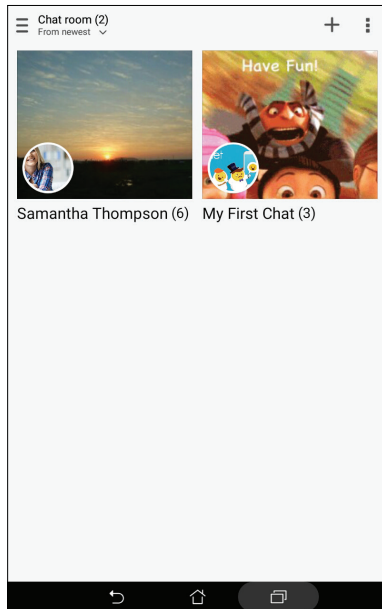 Chat room (2)
From newest
Have Fun!
Samantha Thompson (6)
My First Chat (3)